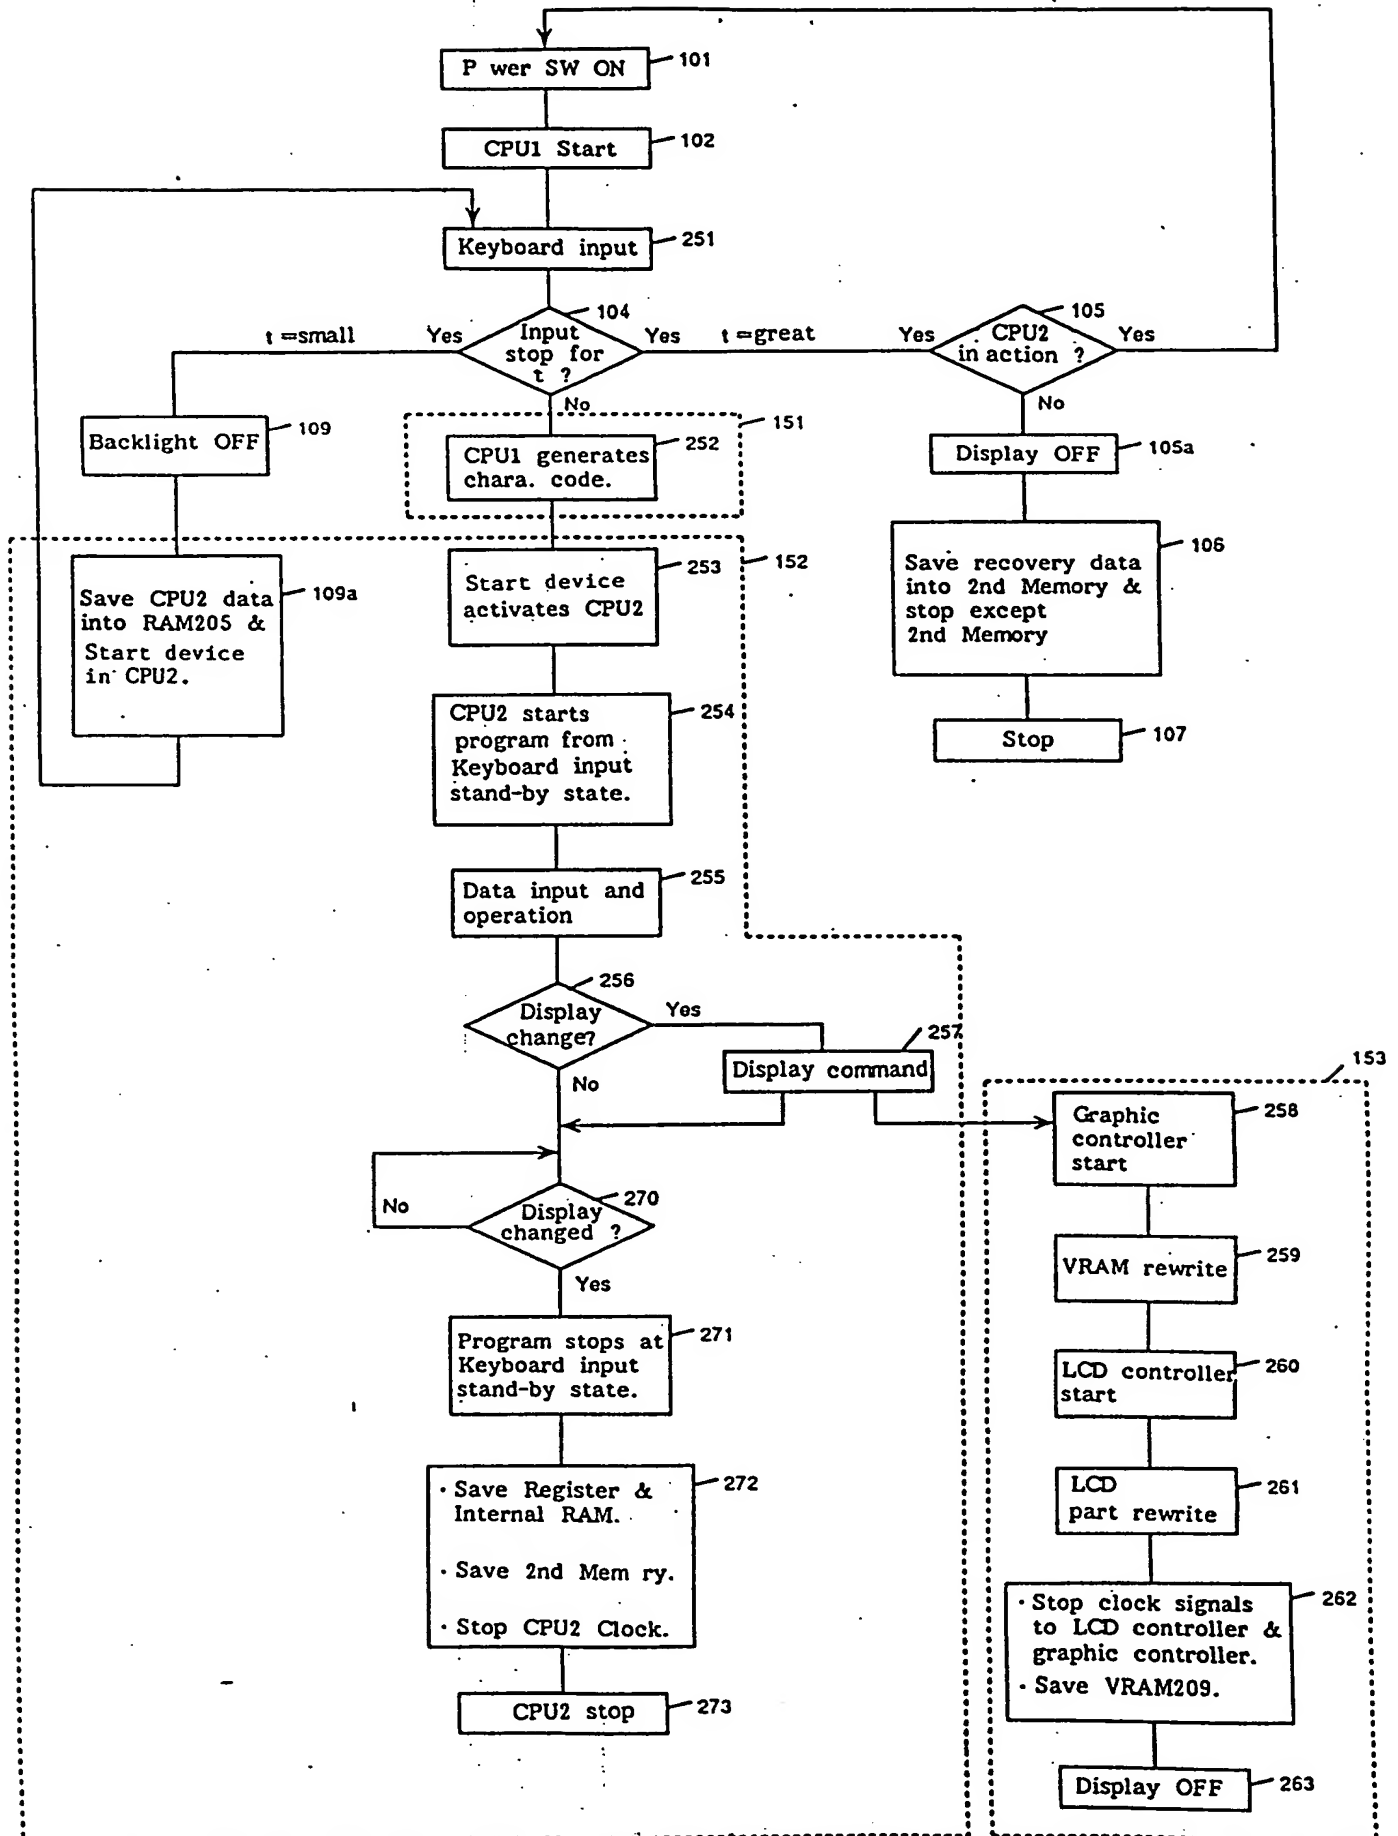 P wer SW ON
101
CPU1 Start
102
Keyboard input
251
104
Input
stop for
t ?
t =small
Yes
Yes
t =great
Yes
105
CPU2
in action ?
Yes
No
No
Backlight OFF
109
151
CPU1 generates
chara. code.
252
Display OFF
105a
Save CPU2 data
into RAM205 &
Start device
in CPU2.
109a
Start device
activates CPU2
253
152
Save recovery data
into 2nd Memory &
stop except
2nd Memory
106
CPU2 starts
program from
Keyboard input
stand-by state.
254
Stop
107
Data input and
operation
255
256
Display
change?
Yes
No
257
Display command
153
Graphic
controller
start
258
270
Display
changed ?
No
Yes
VRAM rewrite
259
Program stops at
Keyboard input
stand-by state.
271
LCD controller
start
260
· Save Register &
Internal RAM.
· Save 2nd Mem ry.
· Stop CPU2 Clock.
272
LCD
part rewrite
261
· Stop clock signals
to LCD controller &
graphic controller.
· Save VRAM209.
262
CPU2 stop
273
Display OFF
263